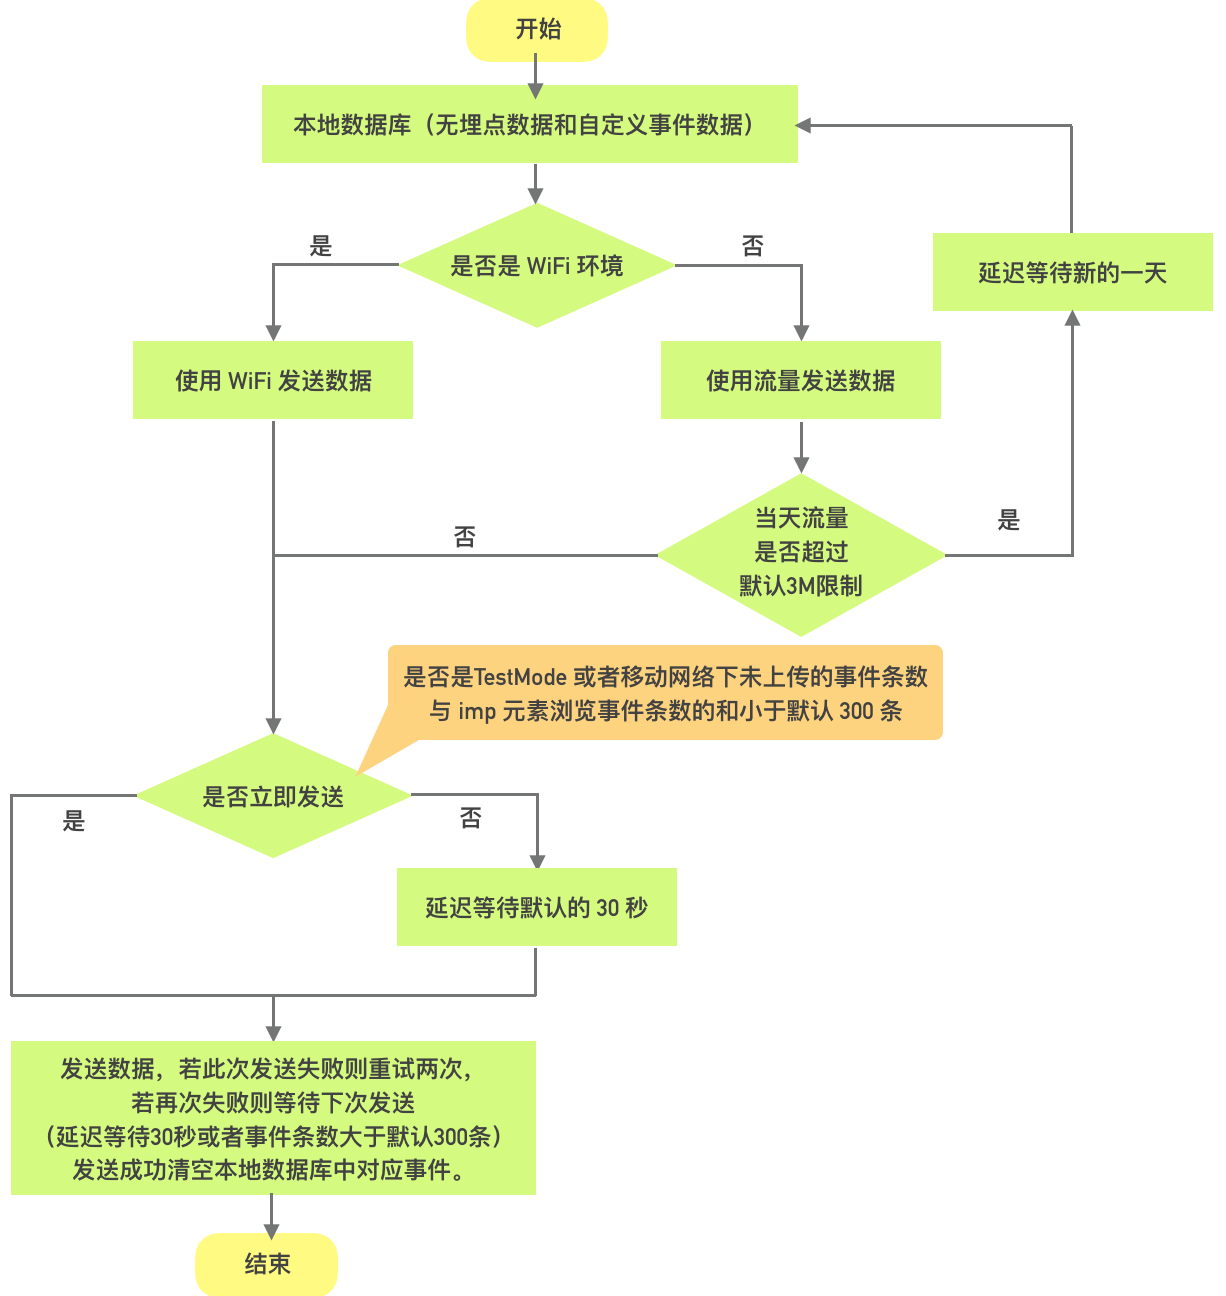 开始
本地数据库（无埋点数据和自定义事件数据）
是
否
是否是 WiFi 环境
延迟等待新的一天
使用 WiFi 发送数据
使用流量发送数据
当天流量
是否超过
默认3M限制
否
是
是否是TestMode 或者移动网络下未上传的事件条数
与 imp 元素浏览事件条数的和小于默认 300 条
是否立即发送
是
否
延迟等待默认的 30 秒
发送数据，若此次发送失败则重试两次，
若再次失败则等待下次发送
（延迟等待30秒或者事件条数大于默认300条）
发送成功清空本地数据库中对应事件。
结束